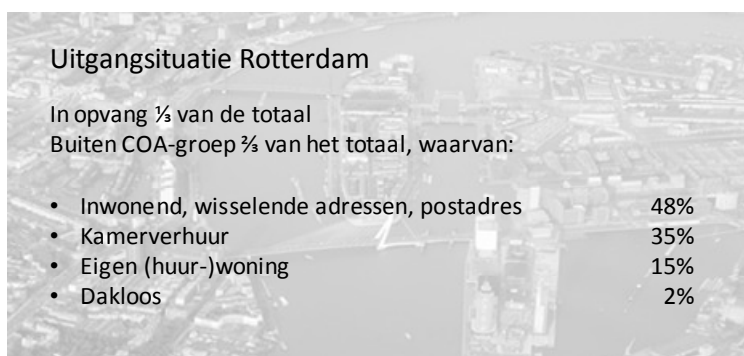 Uitgangsituatie Rotterdam
In opvang ⅓ van de totaal
Buiten COA-groep ⅔ van het totaal, waarvan:
• Inwonend, wisselende adressen, postadres 48%
• Kamerverhuur 35%
• Eigen (huur-)woning 15%
• Dakloos 2%